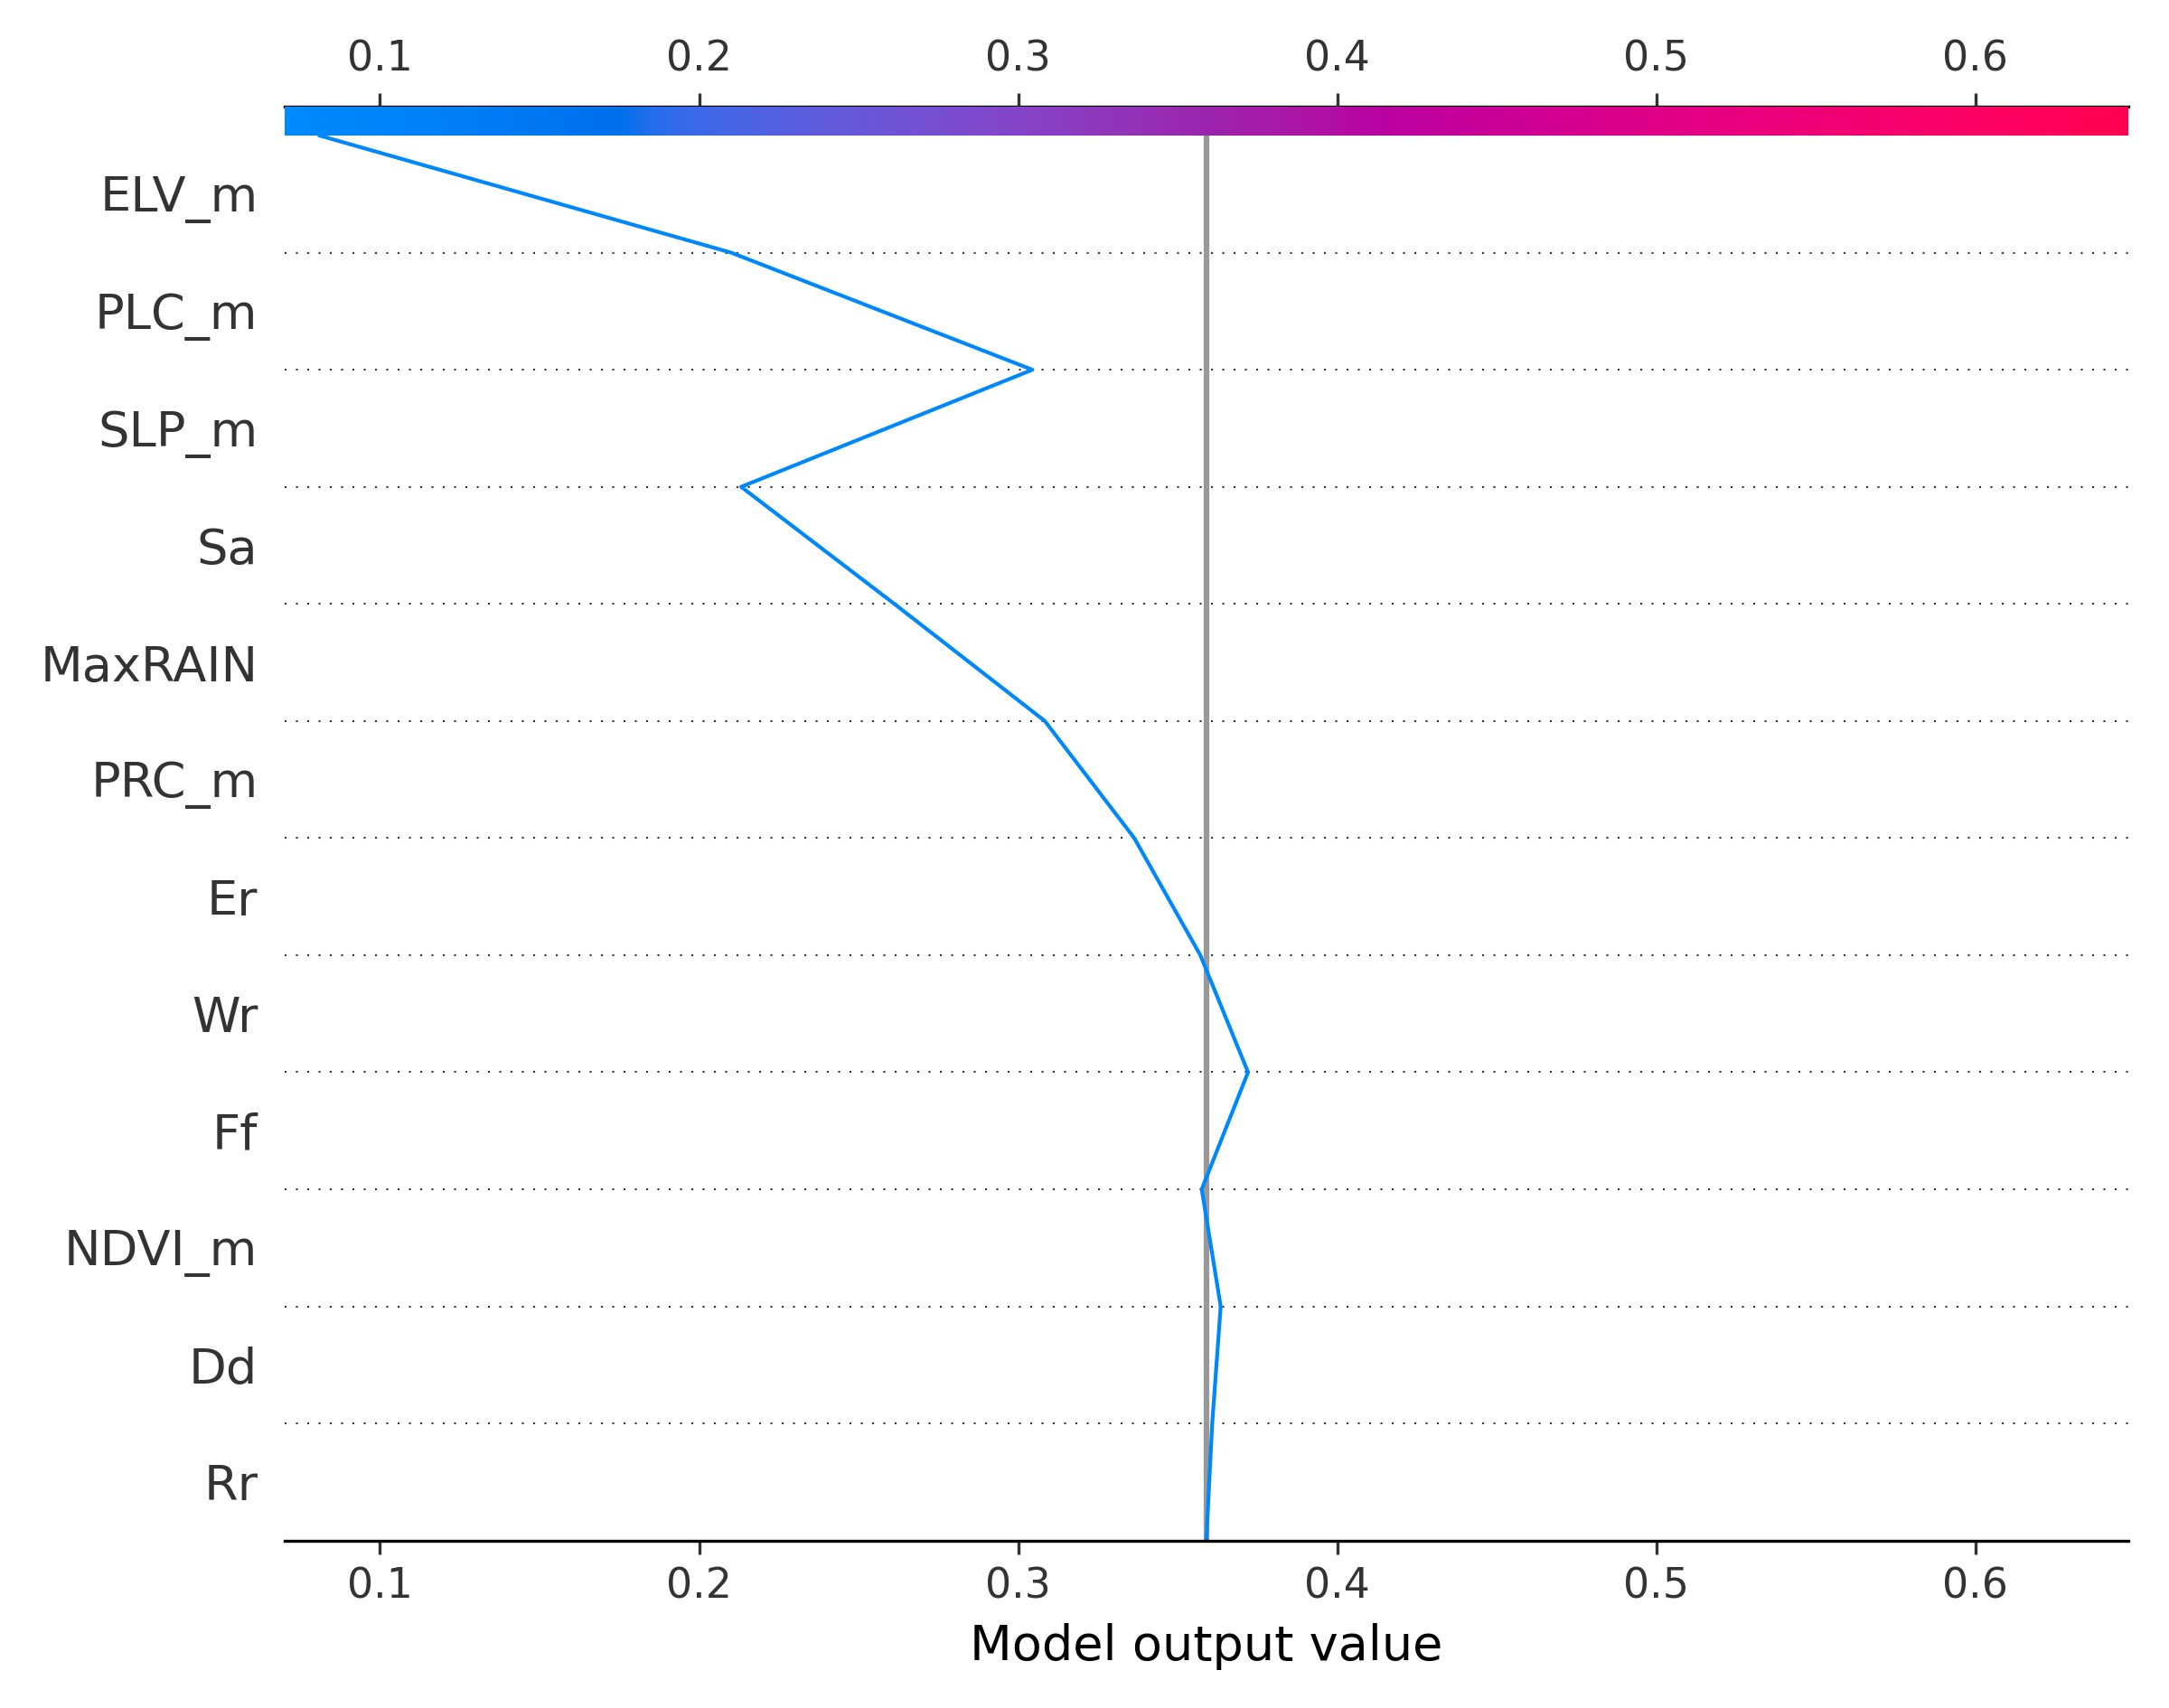 0.1 0.2 0.3 0.4 0.5 0.6
ELV_m
PLC_m
SLP_m
Sa
MaxRAIN
PRC_m
Er
Wr
Ff
NDVI_m
Dd
Rr
0.1 0.2 0.3 0.4 0.5 0.6
Model output value